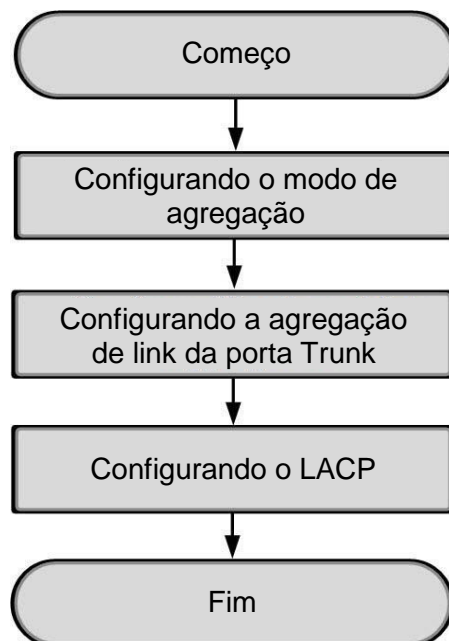 Começo
Configurando o modo de
agregação
Configurando a agregação
de link da porta Trunk
Configurando o LACP
Fim